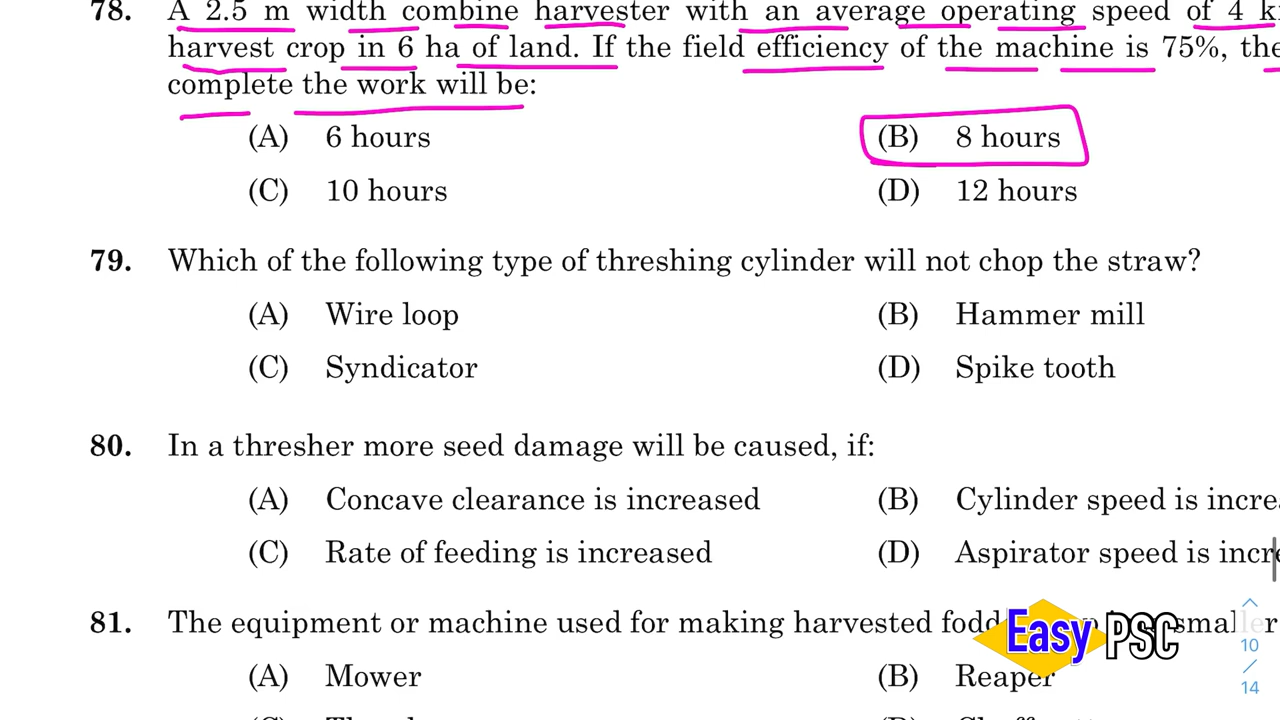 78. A 2.5 m width combine harvester with an average operating speed of 4
harvest crop in 6 ha of land. If the field efficiency of the machine is 75%,
complete the work will be:
(A) 6 hours (B) 8 hours
(C) 10 hours (D) 12 hours
79. Which of the following type of threshing cylinder will not chop the straw?
(A) Wire loop (B) Hammer mill
(C) Syndicator (D) Spike tooth
80. In a thresher more seed damage will be caused, if:
(A) Concave clearance is increased (B) Cylinder speed is
(C) Rate of feeding is increased (D) Aspirator speed is
81. The equipment or machine used for making harvested smaller
Easy PSC
(A) Mower (B) Reaper
10
/
14